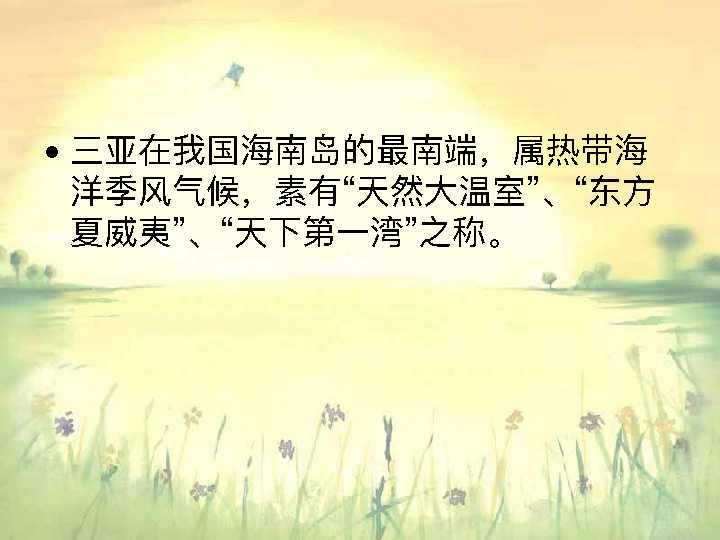 • 三亚在我国海南岛的最南端，属热带海
洋季风气候，素有“天然大温室”、“东方
夏威夷”、“天下第一湾”之称。